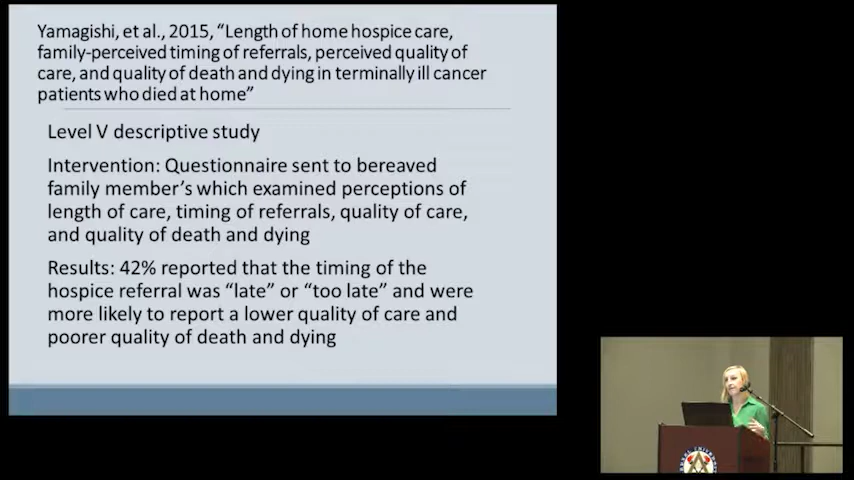 Yamagishi, et al., 2015, “Length of home hospice care,
family-perceived timing of referrals, perceived quality of
care, and quality of death and dying in terminally ill cancer
patients who died at home”
Level V descriptive study
Intervention: Questionnaire sent to bereaved
family member’s which examined perceptions of
length of care, timing of referrals, quality of care,
and quality of death and dying
Results: 42% reported that the timing of the
hospice referral was “late” or “too late” and were
more likely to report a lower quality of care and
poorer quality of death and dying